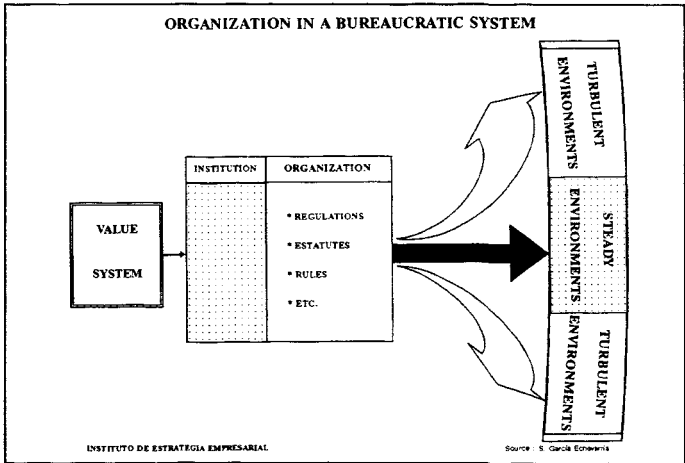 ORGANIZATION IN A BUREAUCRATIC SYSTEM
TURBULENT
ENVIRONMENTS
INSTITUTION
ORGANIZATION
VALUE
SYSTEM
* REGULATIONS
* ESTATUTES
* RULES
* ETC.
STEADY
ENVIRONMENTS
TURBULENT
ENVIRONMENTS
INSTITUTO DE ESTRATEGIA EMPRESARIAL
Source : S. García Echevarría